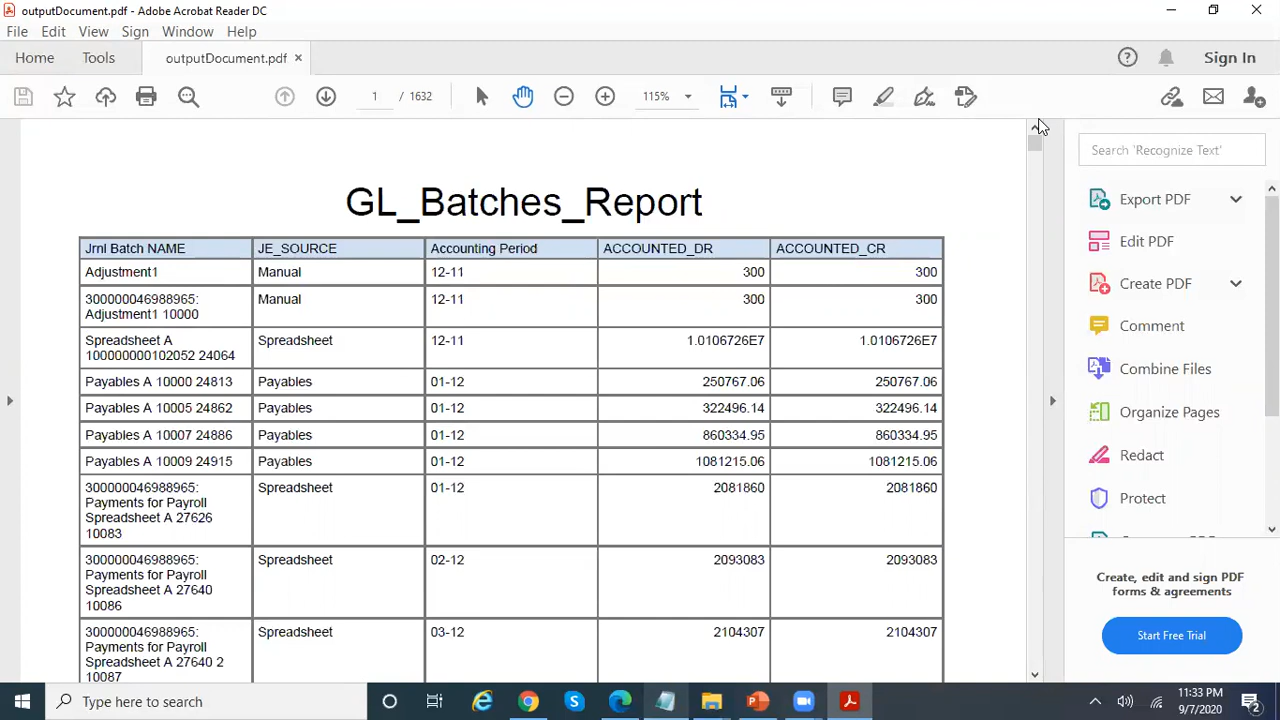 outputDocument.pdf - Adobe Acrobat Reader DC
File Edit View Sign Window Help
Home Tools outputDocument.pdf × Sign In
1 / 1632 115%
GL_Batches_Report
Jrnl Batch NAME JE_SOURCE Accounting Period ACCOUNTED_DR ACCOUNTED_CR
Adjustment1 Manual 12-11 300 300
300000046988965: Manual 12-11 300 300
Adjustment1 10000
Spreadsheet A Spreadsheet 12-11 1.0106726E7 1.0106726E7
100000000102052 24064
Payables A 10000 24813 Payables 01-12 250767.06 250767.06
Payables A 10005 24862 Payables 01-12 322496.14 322496.14
Payables A 10007 24886 Payables 01-12 860334.95 860334.95
Payables A 10009 24915 Payables 01-12 1081215.06 1081215.06
300000046988965: Spreadsheet 01-12 2081860 2081860
Payments for Payroll
Spreadsheet A 27626
10083
300000046988965: Spreadsheet 02-12 2093083 2093083
Payments for Payroll
Spreadsheet A 27640
10086
300000046988965: Spreadsheet 03-12 2104307 2104307
Payments for Payroll
Spreadsheet A 27640 2
10087
Search 'Recognize Text'
Export PDF
Edit PDF
Create PDF
Comment
Combine Files
Organize Pages
Redact
Protect
Create, edit and sign PDF
forms & agreements
Start Free Trial
Type here to search
11:33 PM
9/7/2020
2